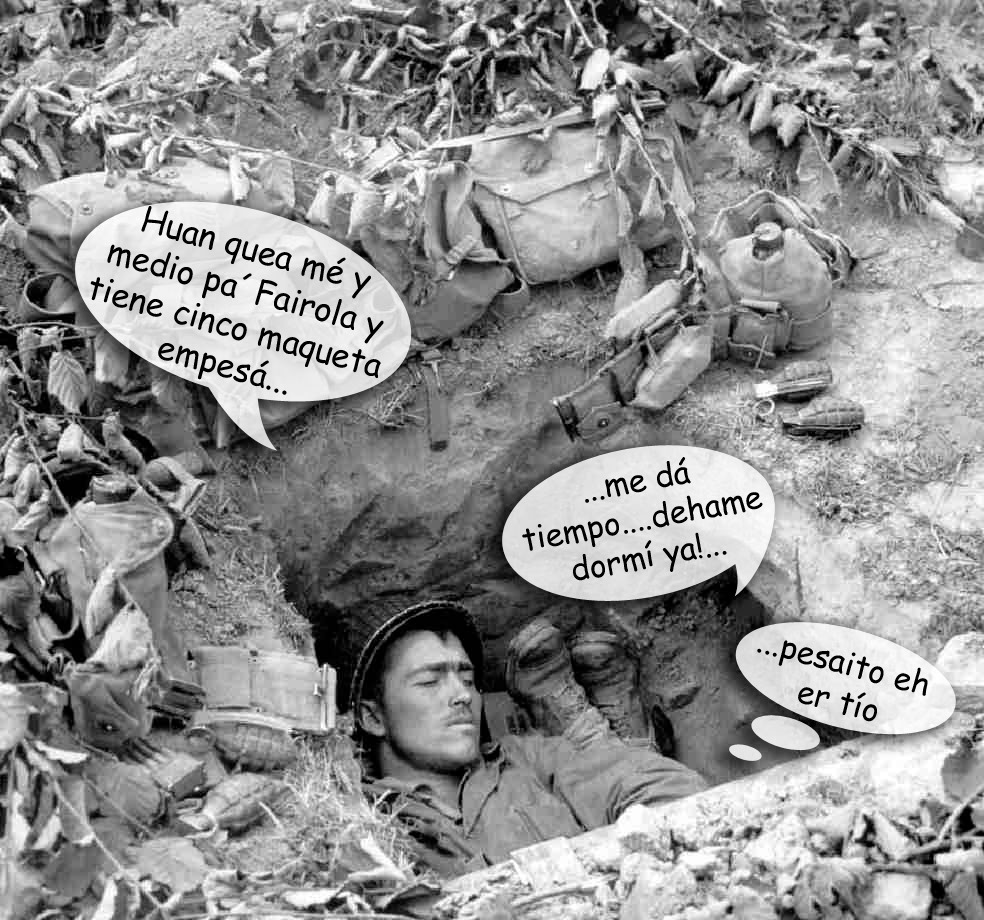 Huan quea mé y
medio pa´ Fairola y
tiene cinco maqueta
empesá...
...me dá
tiempo....dehame
dormí ya!...
...pesaito eh
er tío